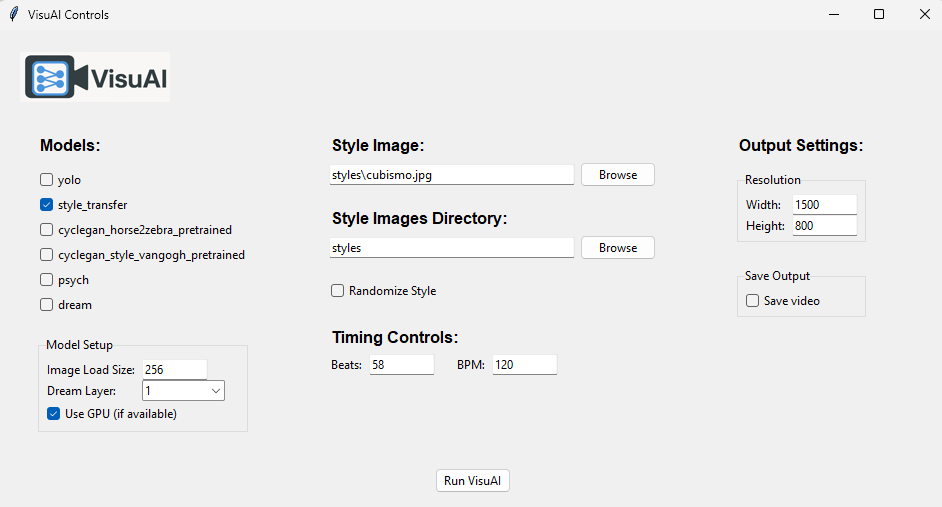 VisuAI Controls
VisuAI
Models:
yolo
style_transfer
cyclegan_horse2zebra_pretrained
cyclegan_style_vangogh_pretrained
psych
dream
Model Setup
Image Load Size: 256
Dream Layer: 1
Use GPU (if available)
Style Image:
styles\cubismo.jpg Browse
Style Images Directory:
styles Browse
Randomize Style
Timing Controls:
Beats: 58 BPM: 120
Output Settings:
Resolution
Width: 1500
Height: 800
Save Output
Save video
Run VisuAI